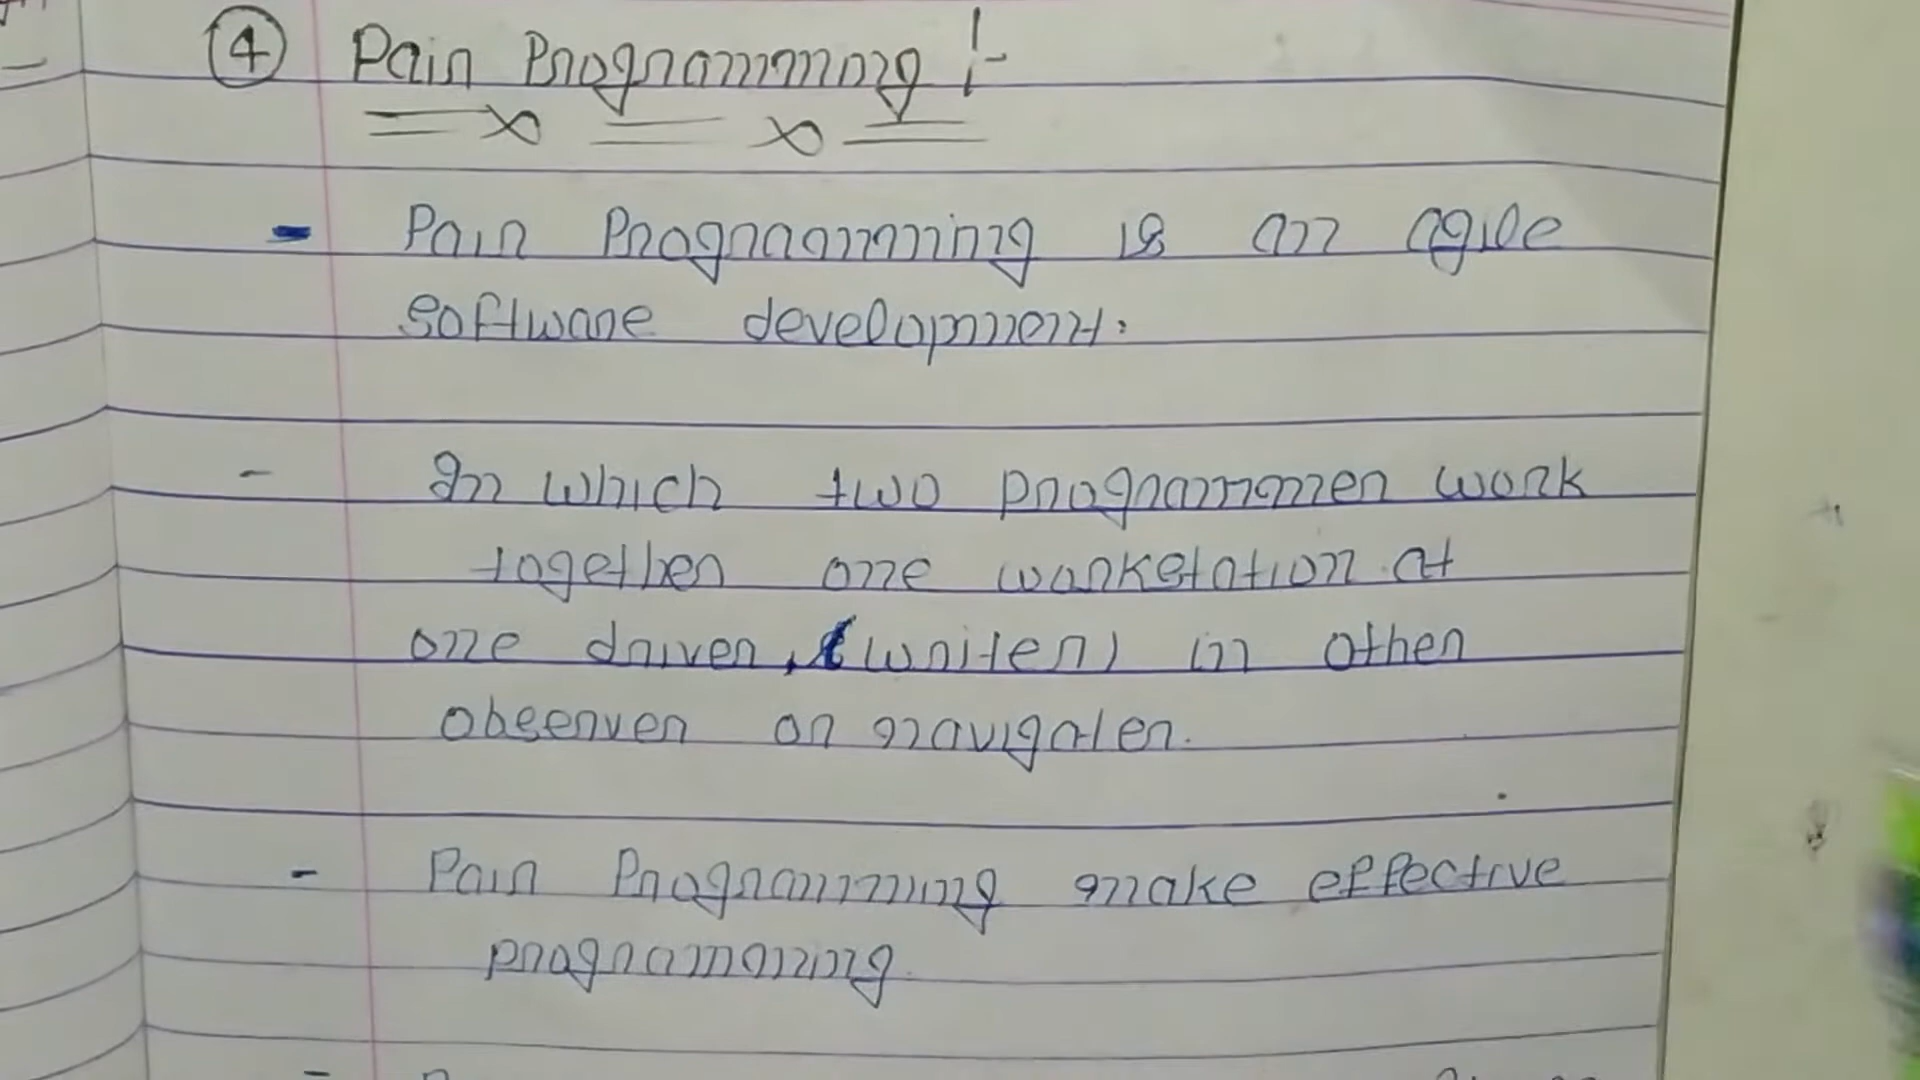 ④ Pair Programming :-
- Pair Programming is an agile
software development.
- In which two programmer work
together one workstation at
one driver, (writer) in other
observer or navigater.
- Pair Programming make effective
programming.
-